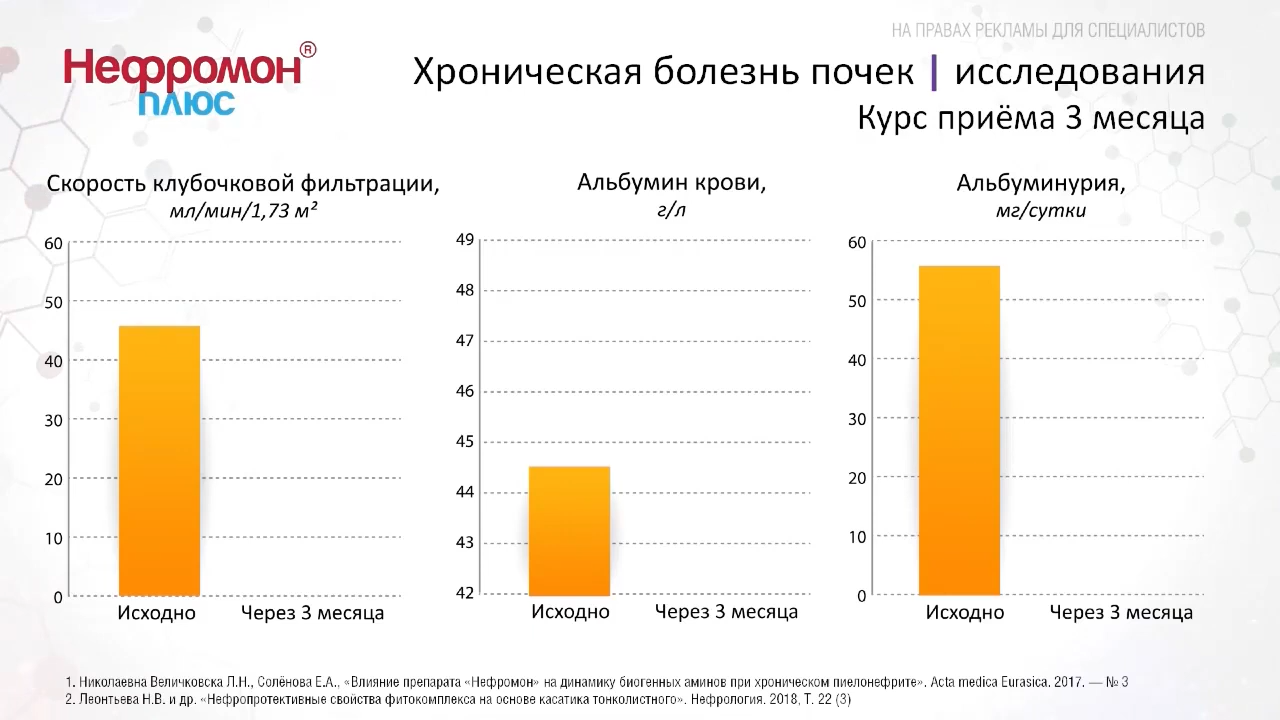 НА ПРАВАХ РЕКЛАМЫ ДЛЯ СПЕЦИАЛИСТОВ
Нефромон®
плюс
Хроническая болезнь почек | исследования
Курс приёма 3 месяца
Скорость клубочковой фильтрации,
мл/мин/1,73 м²
60
50
40
30
20
10
0
Исходно Через 3 месяца
Альбумин крови,
г/л
49
48
47
46
45
44
43
42
Исходно Через 3 месяца
Альбуминурия,
мг/сутки
60
50
40
30
20
10
0
Исходно Через 3 месяца
1. Николаевна Величковска Л.Н., Солёнова Е.А., «Влияние препарата «Нефромон» на динамику биогенных аминов при хроническом пиелонефрите». Acta medica Eurasica. 2017. — № 3
2. Леонтьева Н.В. и др. «Нефропротективные свойства фитокомплекса на основе касатика тонколистного». Нефрология. 2018, Т. 22 (3)